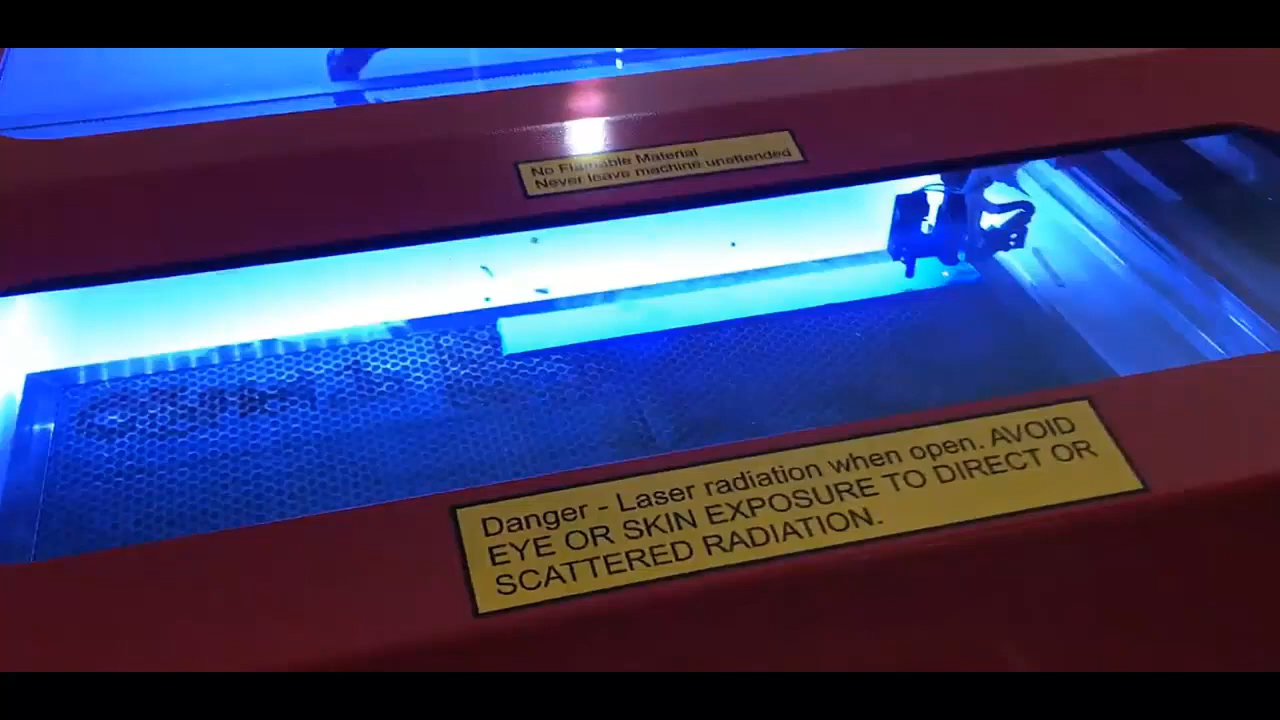 No Flamable Material
Never leave machine unattended
Danger - Laser radiation when open. AVOID
EYE OR SKIN EXPOSURE TO DIRECT OR
SCATTERED RADIATION.